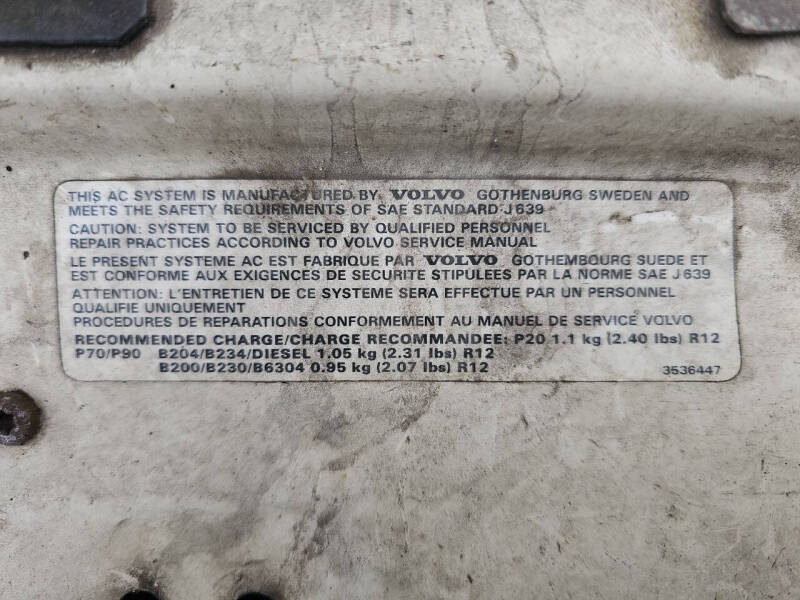 THIS AC SYSTEM IS MANUFACTURED BY VOLVO GOTHENBURG SWEDEN AND
MEETS THE SAFETY REQUIREMENTS OF SAE STANDARD J639
CAUTION: SYSTEM TO BE SERVICED BY QUALIFIED PERSONNEL
REPAIR PRACTICES ACCORDING TO VOLVO SERVICE MANUAL
LE PRESENT SYSTEME AC EST FABRIQUE PAR VOLVO GOTHEMBOURG SUEDE ET
EST CONFORME AUX EXIGENCES DE SECURITE STIPULEES PAR LA NORME SAE J639
ATTENTION: L'ENTRETIEN DE CE SYSTEME SERA EFFECTUE PAR UN PERSONNEL
QUALIFIE UNIQUEMENT
PROCEDURES DE REPARATIONS CONFORMEMENT AU MANUEL DE SERVICE VOLVO
RECOMMENDED CHARGE/CHARGE RECOMMANDEE: P20 1.1 kg (2.40 lbs) R12
P70/P90 B204/B234/DIESEL 1.05 kg (2.31 lbs) R12
B200/B230/B6304 0.95 kg (2.07 lbs) R12
3536447